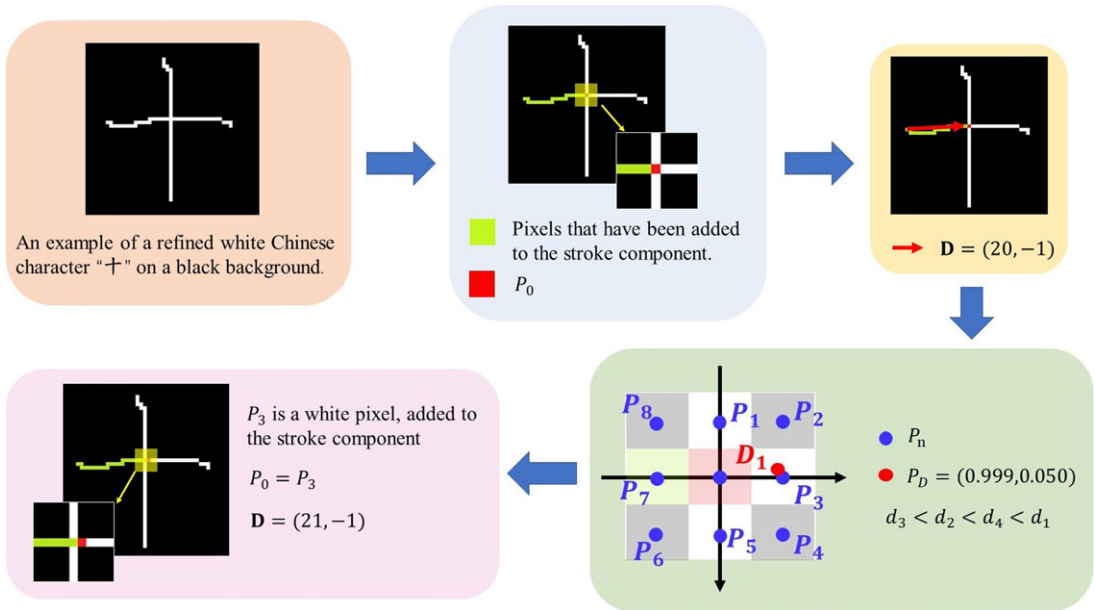 An example of a refined white Chinese
character “十” on a black background.
Pixels that have been added
to the stroke component.
P₀
D = (20, −1)
P₈
P₁
P₂
D₁
P₇
P₃
P₆
P₅
P₄
Pₙ
P_D = (0.999,0.050)
d₃ < d₂ < d₄ < d₁
P₃ is a white pixel, added to
the stroke component
P₀ = P₃
D = (21, −1)